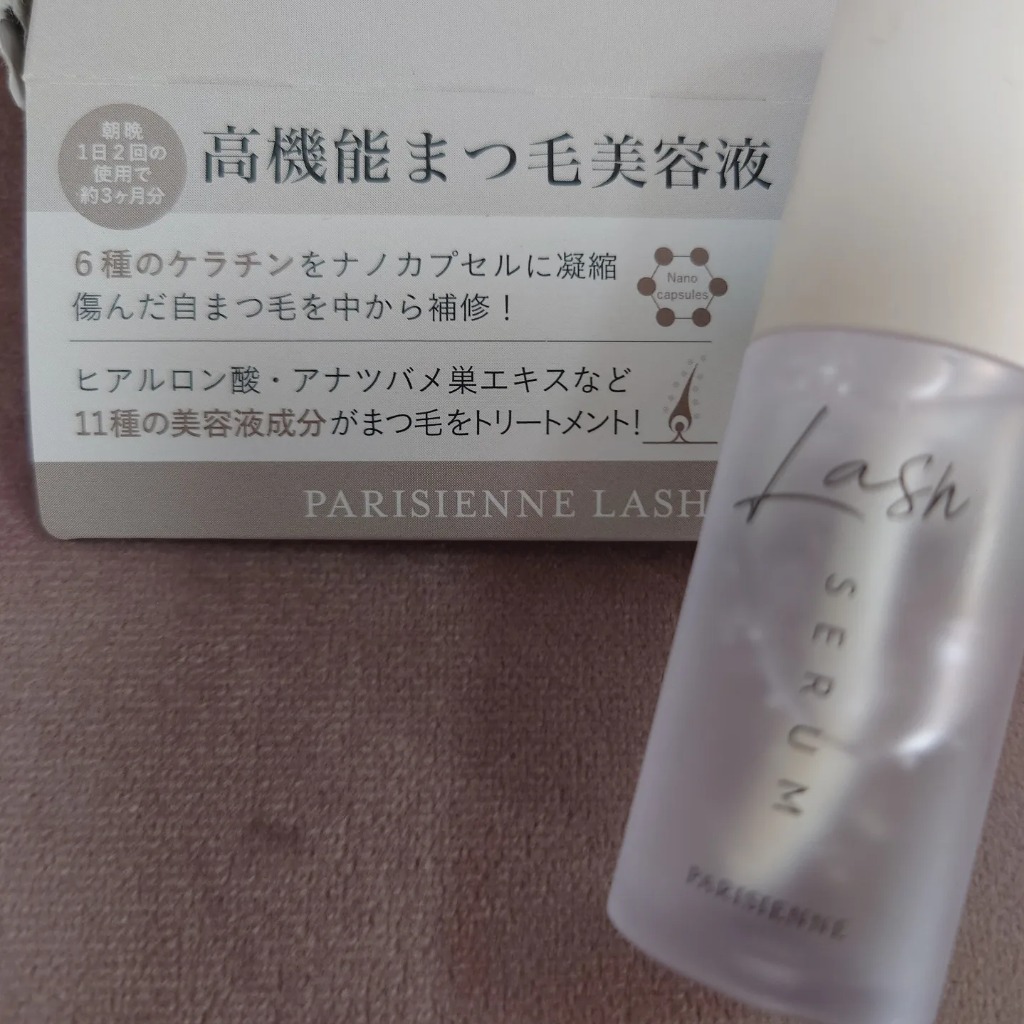 朝晩
1日2回の
使用で
約3ヶ月分
高機能まつ毛美容液
6種のケラチンをナノカプセルに凝縮
傷んだ自まつ毛を中から補修！
Nano
capsules
ヒアルロン酸・アナツバメ巣エキスなど
11種の美容液成分がまつ毛をトリートメント！
PARISIENNE LASH
Lash
SERUM
PARISIENNE